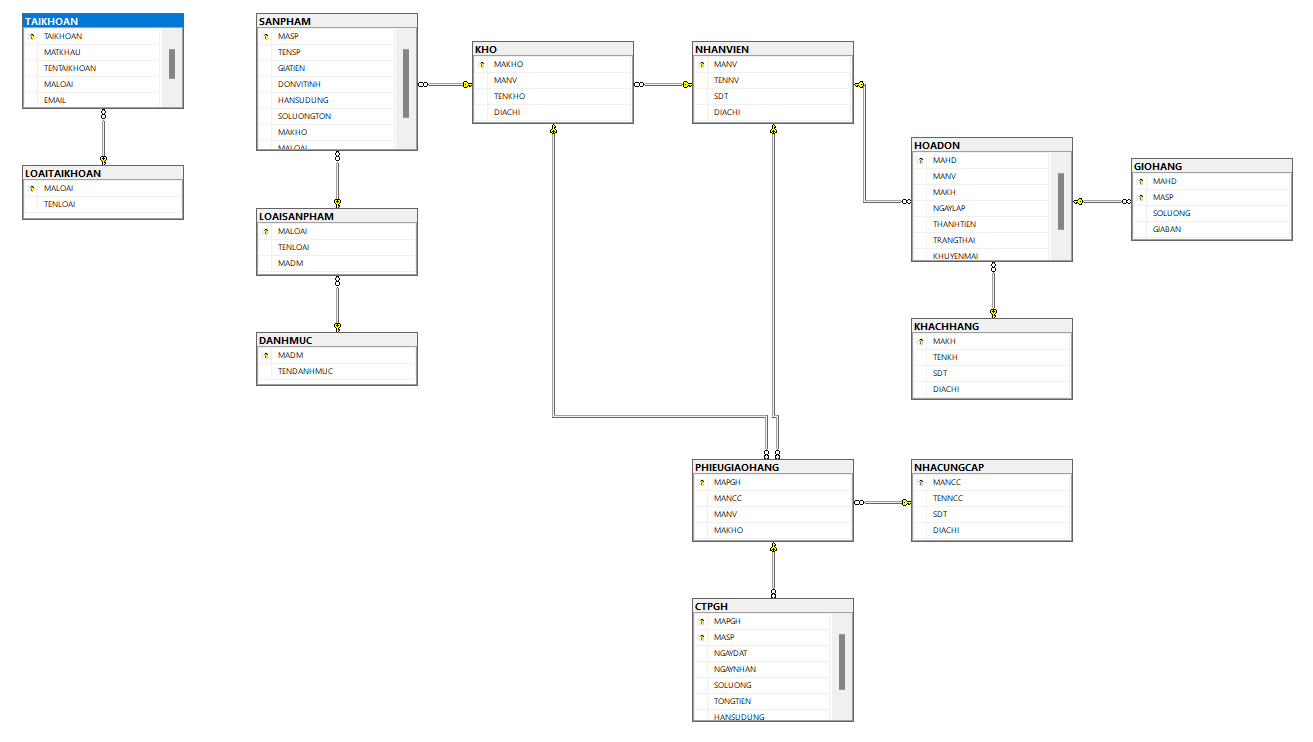 TAIKHOAN
TAIKHOAN
MATKHAU
TENTAIKHOAN
MALOAI
EMAIL
LOAITAIKHOAN
MALOAI
TENLOAI
SANPHAM
MASP
TENSP
GIATIEN
DONVITINH
HANSUDUNG
SOLUONGTON
MAKHO
MALOAI
LOAISANPHAM
MALOAI
TENLOAI
MADM
DANHMUC
MADM
TENDANHMUC
KHO
MAKHO
MANV
TENKHO
DIACHI
NHANVIEN
MANV
TENNV
SDT
DIACHI
HOADON
MAHD
MANV
MAKH
NGAYLAP
THANHTIEN
TRANGTHAI
KHUYENMAI
GIOHANG
MAHD
MASP
SOLUONG
GIABAN
KHACHHANG
MAKH
TENKH
SDT
DIACHI
PHIEUGIAOHANG
MAPGH
MANCC
MANV
MAKHO
NHACUNGCAP
MANCC
TENNCC
SDT
DIACHI
CTPGH
MAPGH
MASP
NGAYDAT
NGAYNHAN
SOLUONG
TONGTIEN
HANSUDUNG